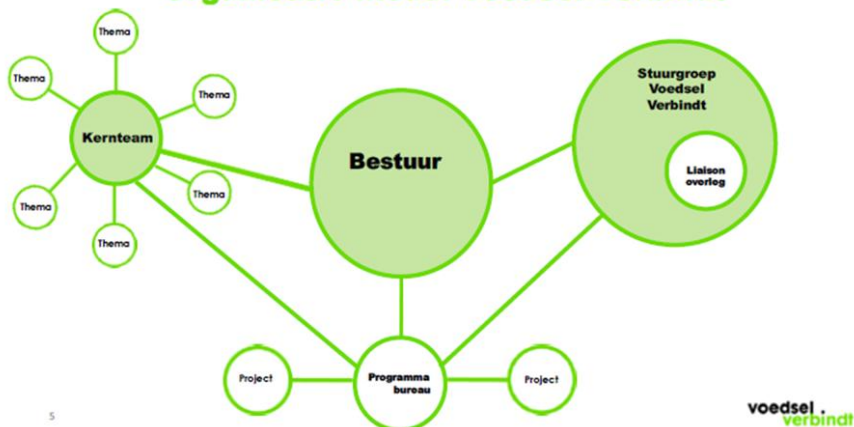 Thema
Thema
Thema
Kernteam
Thema
Thema
Thema
Bestuur
Stuurgroep
Voedsel
Verbindt
Liaison
overleg
Project
Programma
bureau
Project
5
voedsel .
verbindt